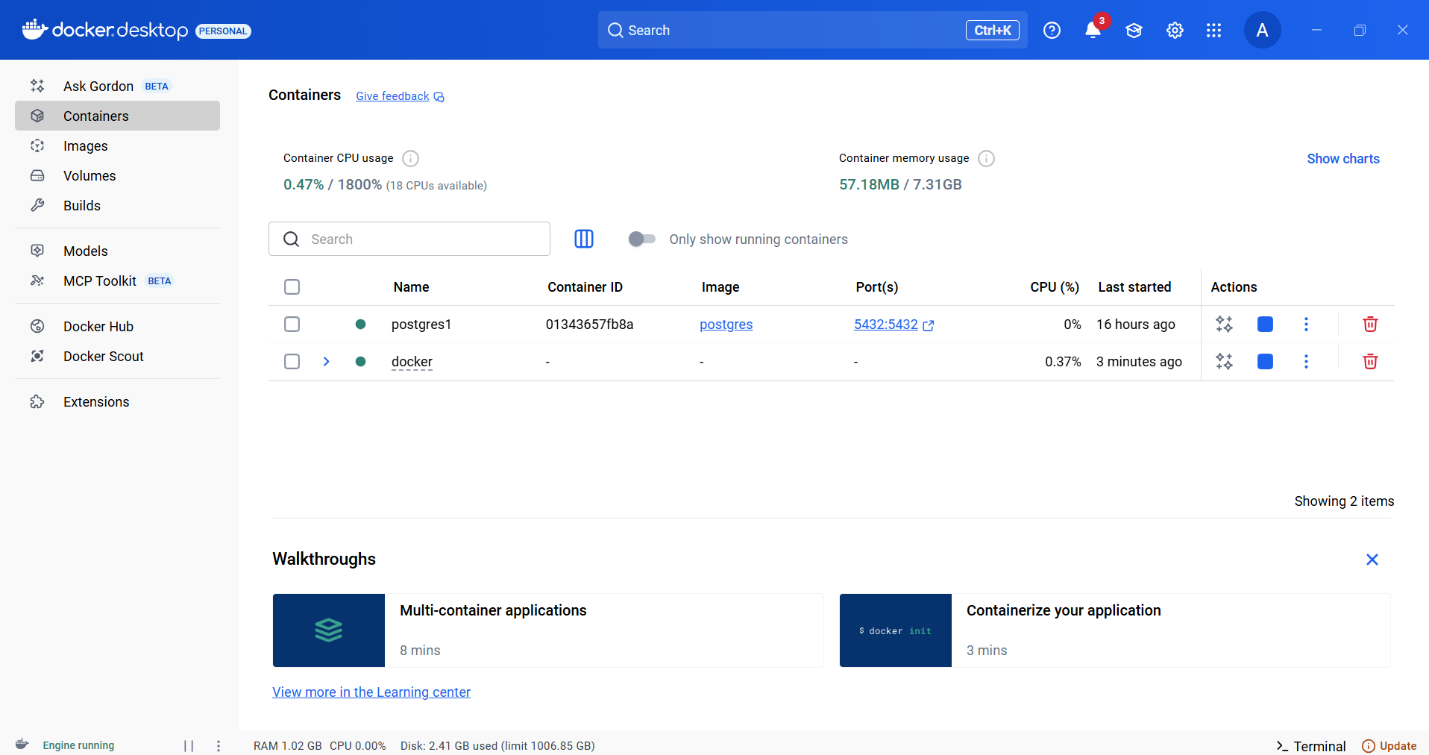 docker.desktop PERSONAL
Search Ctrl+K
3
A
Ask Gordon BETA
Containers
Images
Volumes
Builds
Models
MCP Toolkit BETA
Docker Hub
Docker Scout
Extensions
Containers Give feedback
Container CPU usage
0.47% / 1800% (18 CPUs available)
Container memory usage
57.18MB / 7.31GB
Show charts
Search
Only show running containers
Name Container ID Image Port(s) CPU (%) Last started Actions
postgres1 01343657fb8a postgres 5432:5432 0% 16 hours ago
docker - - - 0.37% 3 minutes ago
Showing 2 items
Walkthroughs
Multi-container applications
8 mins
$ docker init
Containerize your application
3 mins
View more in the Learning center
Engine running
RAM 1.02 GB CPU 0.00% Disk: 2.41 GB used (limit 1006.85 GB)
>_ Terminal
Update